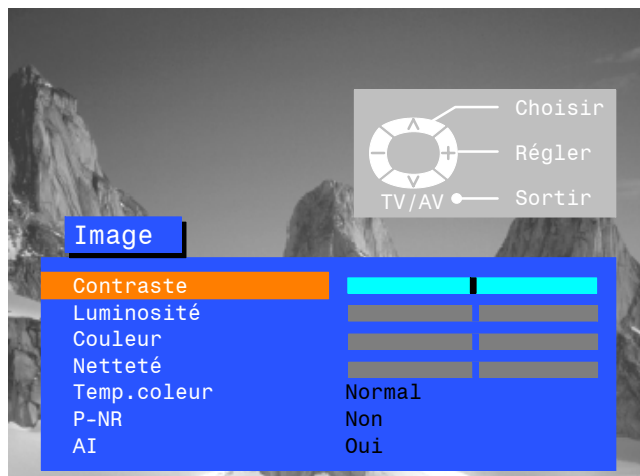 Choisir
Régler
TV/AV Sortir
Image
Contraste
Luminosité
Couleur
Netteté
Temp.coleur Normal
P-NR Non
AI Oui